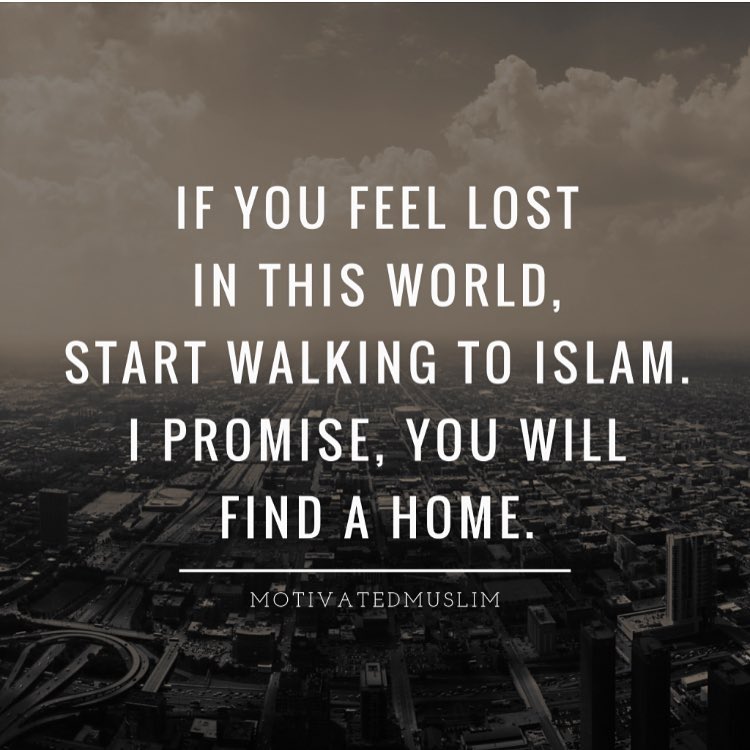 IF YOU FEEL LOST
IN THIS WORLD,
START WALKING TO ISLAM.
I PROMISE, YOU WILL
FIND A HOME.
MOTIVATEDMUSLIM